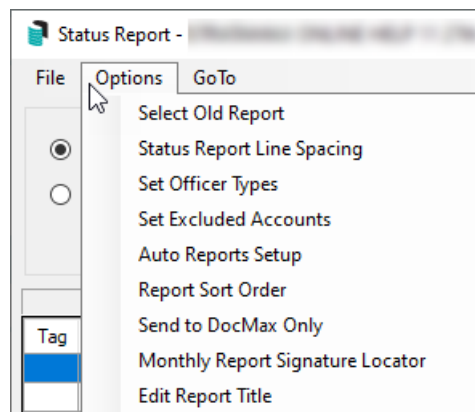 Status Report -
File Options GoTo
Select Old Report
Status Report Line Spacing
Set Officer Types
Set Excluded Accounts
Auto Reports Setup
Report Sort Order
Send to DocMax Only
Tag
Monthly Report Signature Locator
Edit Report Title